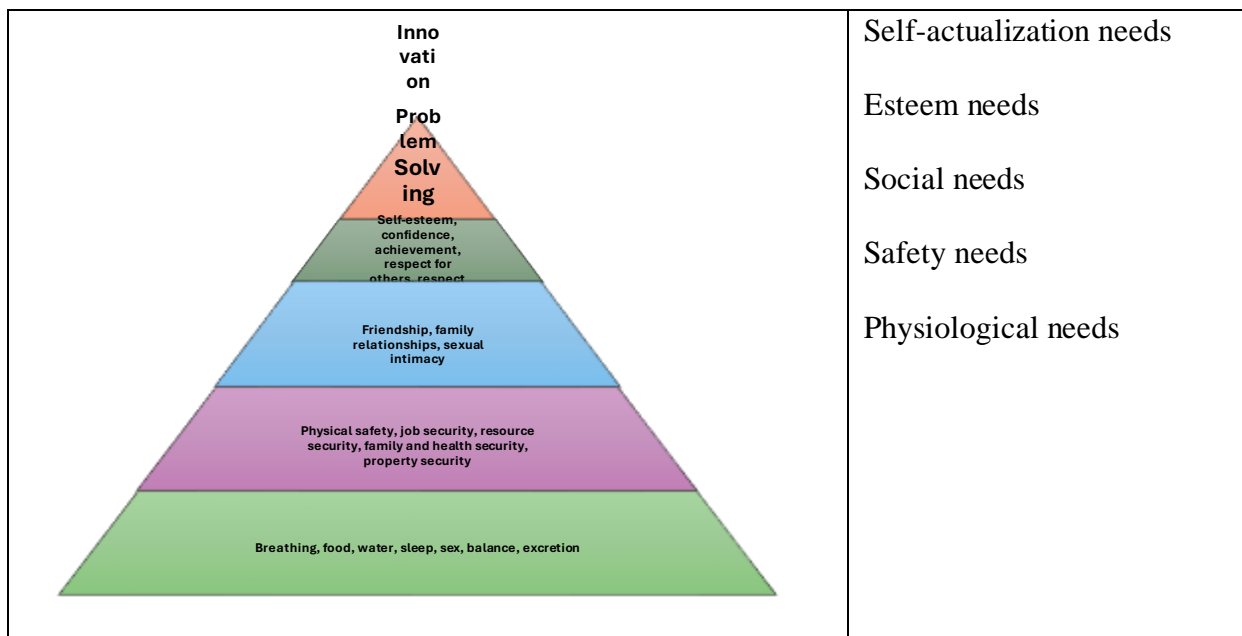 Inno
vati
on
Prob
lem
Solv
ing
Self-esteem,
confidence,
achievement,
respect for
others, respect
Friendship, family
relationships, sexual
intimacy
Physical safety, job security, resource
security, family and health security,
property security
Breathing, food, water, sleep, sex, balance, excretion
Self-actualization needs
Esteem needs
Social needs
Safety needs
Physiological needs